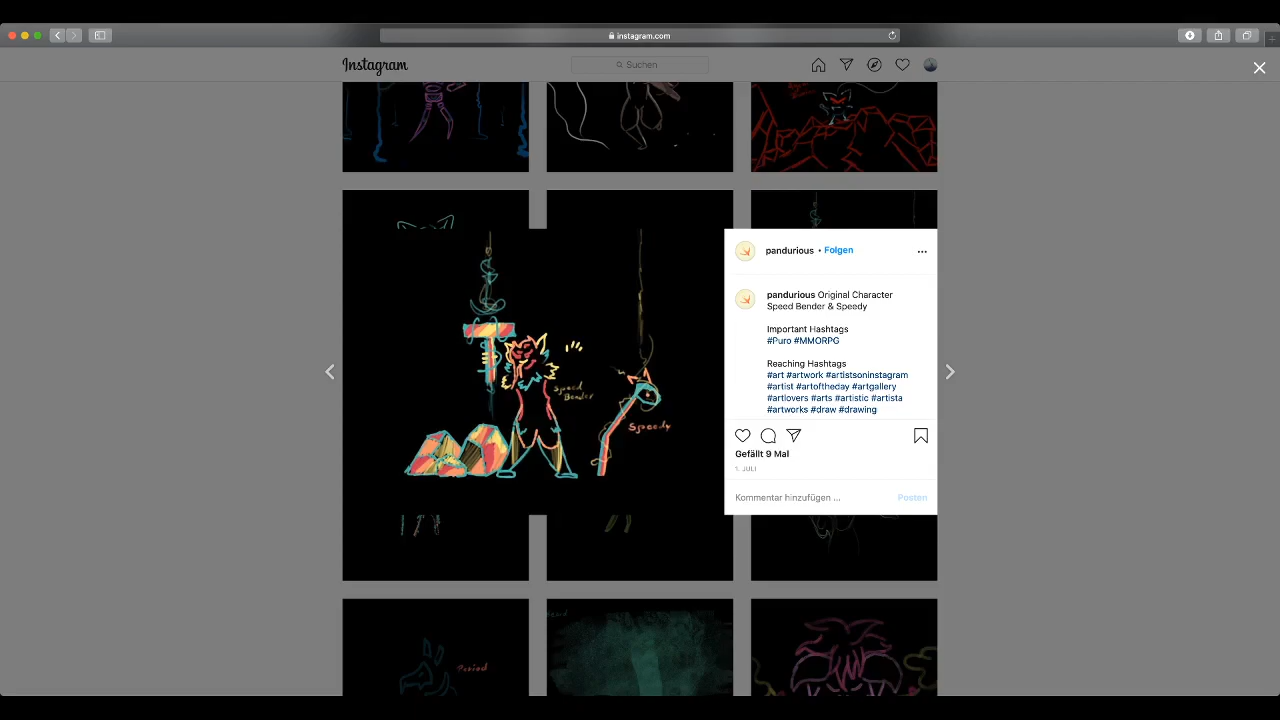 instagram.com
Instagram
Suchen
pandurious • Folgen
pandurious Original Character
Speed Bender & Speedy
Important Hashtags
#Puro #MMORPG
Reaching Hashtags
#art #artwork #artistsoninstagram
#artist #artoftheday #artgallery
#artlovers #arts #artistic #artista
#artworks #draw #drawing
Gefällt 9 Mal
1. JULI
Kommentar hinzufügen ...
Posten
Speed
Bender
Speedy